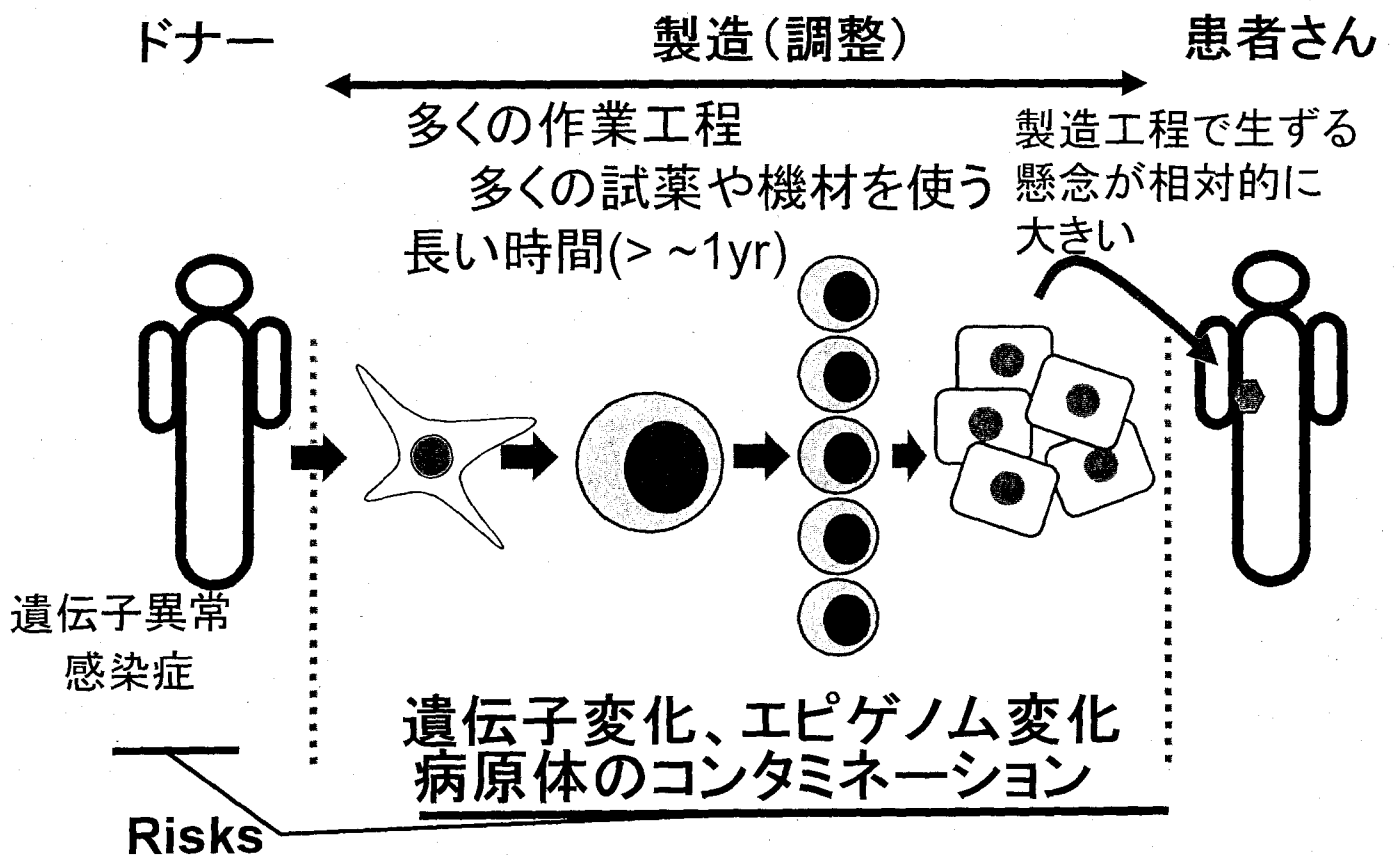 ドナー
製造(調整)
患者さん
多くの作業工程
多くの試薬や機材を使う
長い時間(> ~1yr)
製造工程で生ずる
懸念が相対的に
大きい
遺伝子異常
感染症
遺伝子変化、エピゲノム変化
病原体のコンタミネーション
Risks